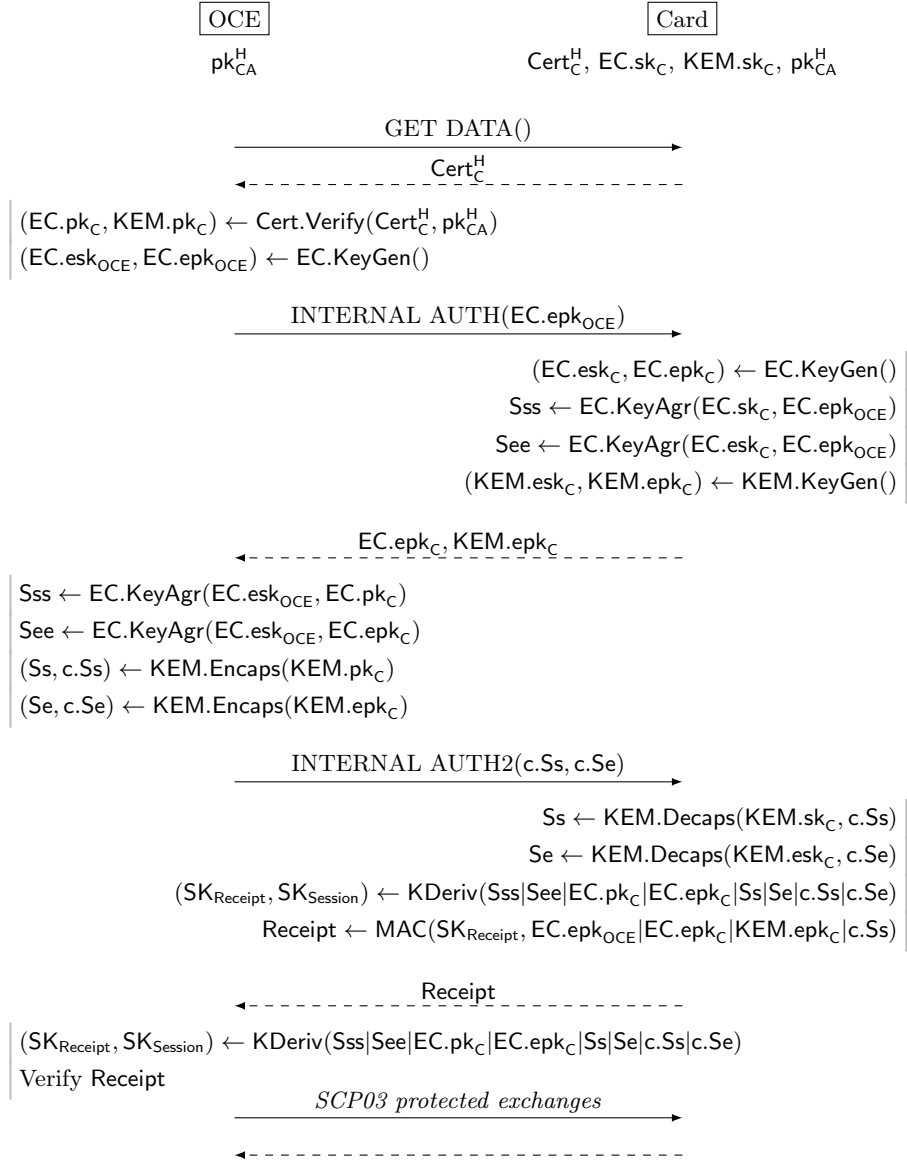 OCE Card
pk^H_CA Cert^H_C, EC.sk_C, KEM.sk_C, pk^H_CA
GET DATA()
Cert^H_C
(EC.pk_C, KEM.pk_C) ← Cert.Verify(Cert^H_C, pk^H_CA)
(EC.esk_OCE, EC.epk_OCE) ← EC.KeyGen()
INTERNAL AUTH(EC.epk_OCE)
(EC.esk_C, EC.epk_C) ← EC.KeyGen()
Sss ← EC.KeyAgr(EC.sk_C, EC.epk_OCE)
See ← EC.KeyAgr(EC.esk_C, EC.epk_OCE)
(KEM.esk_C, KEM.epk_C) ← KEM.KeyGen()
EC.epk_C, KEM.epk_C
Sss ← EC.KeyAgr(EC.esk_OCE, EC.pk_C)
See ← EC.KeyAgr(EC.esk_OCE, EC.epk_C)
(Ss, c.Ss) ← KEM.Encaps(KEM.pk_C)
(Se, c.Se) ← KEM.Encaps(KEM.epk_C)
INTERNAL AUTH2(c.Ss, c.Se)
Ss ← KEM.Decaps(KEM.sk_C, c.Ss)
Se ← KEM.Decaps(KEM.esk_C, c.Se)
(SK_Receipt, SK_Session) ← KDeriv(Sss|See|EC.pk_C|EC.epk_C|Ss|Se|c.Ss|c.Se)
Receipt ← MAC(SK_Receipt, EC.epk_OCE|EC.epk_C|KEM.epk_C|c.Ss)
Receipt
(SK_Receipt, SK_Session) ← KDeriv(Sss|See|EC.pk_C|EC.epk_C|Ss|Se|c.Ss|c.Se)
Verify Receipt
SCP03 protected exchanges